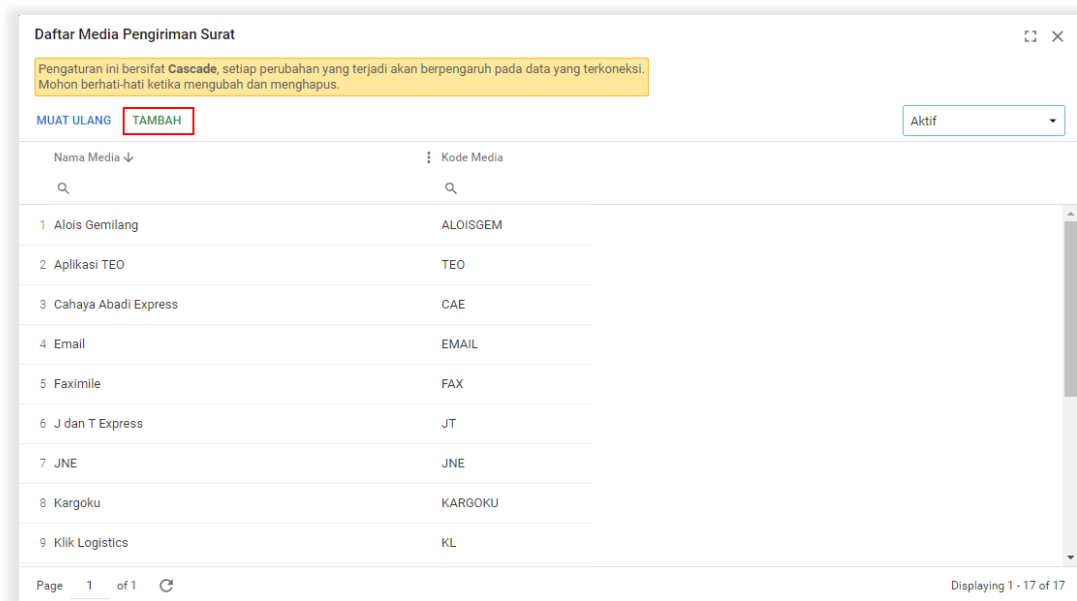 Daftar Media Pengiriman Surat
Pengaturan ini bersifat Cascade, setiap perubahan yang terjadi akan berpengaruh pada data yang terkoneksi.
Mohon berhati-hati ketika mengubah dan menghapus.
MUAT ULANG TAMBAH Aktif
Nama Media Kode Media
1 Alois Gemilang ALOISGEM
2 Aplikasi TEO TEO
3 Cahaya Abadi Express CAE
4 Email EMAIL
5 Faximile FAX
6 J dan T Express JT
7 JNE JNE
8 Kargoku KARGOKU
9 Klik Logistics KL
Page 1 of 1 Displaying 1 - 17 of 17